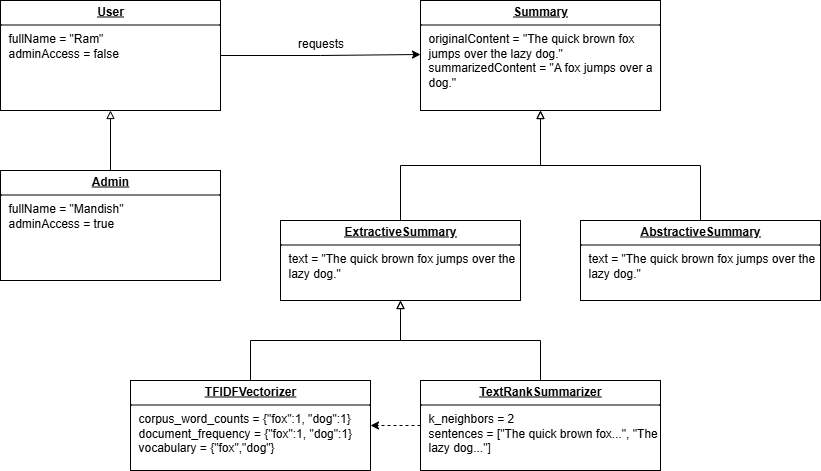 User
fullName = "Ram"
adminAccess = false
requests
Summary
originalContent = "The quick brown fox
jumps over the lazy dog."
summarizedContent = "A fox jumps over a
dog."
Admin
fullName = "Mandish"
adminAccess = true
ExtractiveSummary
text = "The quick brown fox jumps over the
lazy dog."
AbstractiveSummary
text = "The quick brown fox jumps over the
lazy dog."
TFIDFVectorizer
corpus_word_counts = {"fox":1, "dog":1}
document_frequency = {"fox":1, "dog":1}
vocabulary = {"fox","dog"}
TextRankSummarizer
k_neighbors = 2
sentences = ["The quick brown fox...", "The
lazy dog..."]